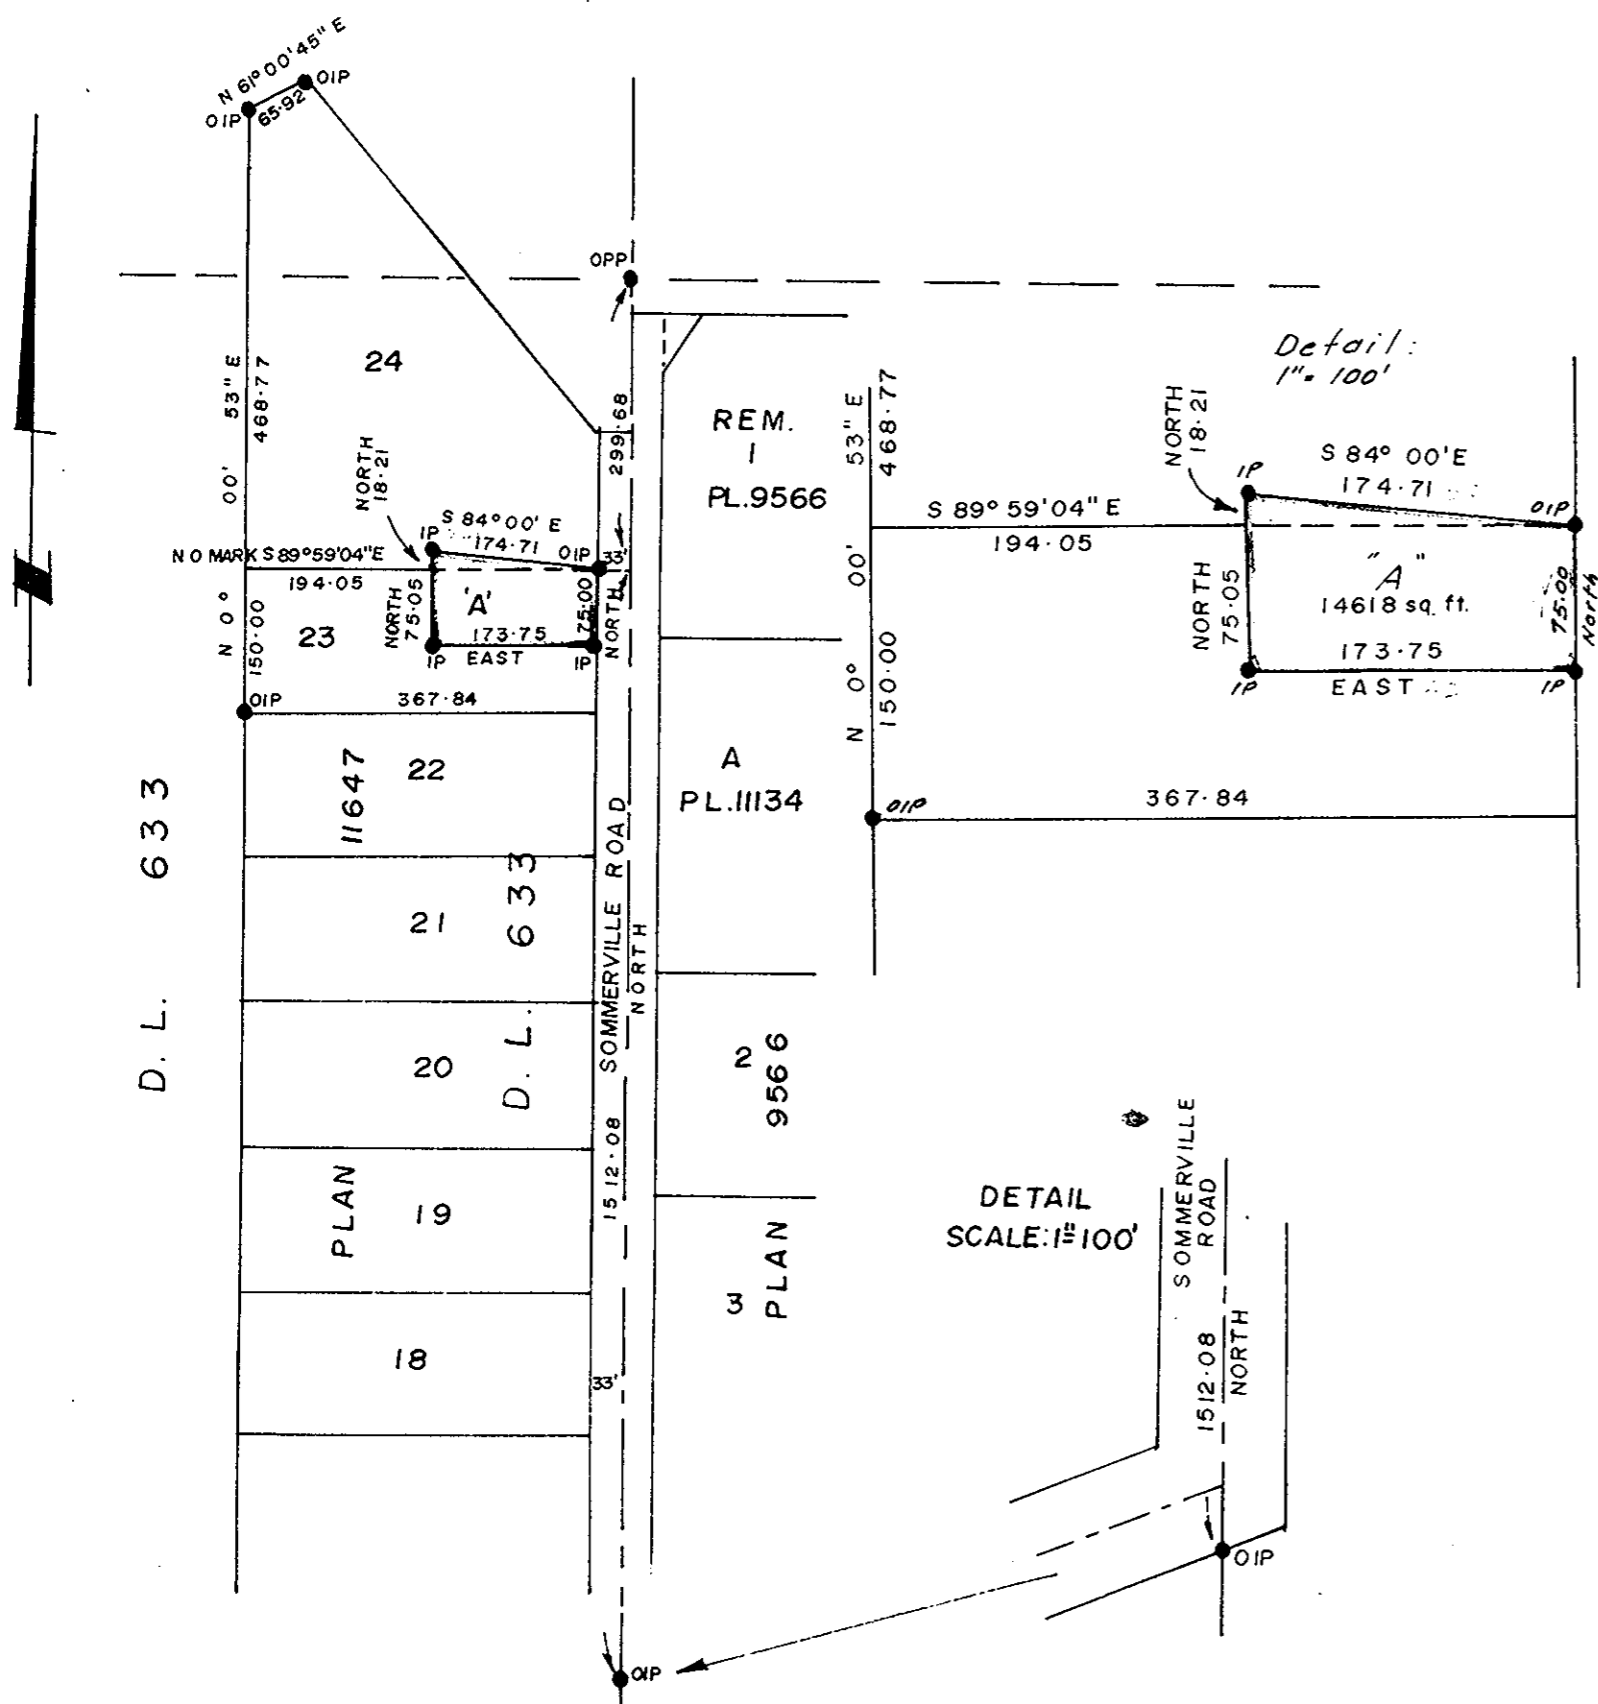 N 61° 00' 45" E
65.92
OIP
OIP
OPP
24
N 0° 00' 53" E
468.77
150.00
299.68
NORTH
18.21
IP
S 84° 00' E
174.71
OIP
33'
NO MARK S 89° 59' 04" E
194.05
'A'
NORTH
75.05
75.00
NORTH
23
173.75
EAST
IP
IP
OIP
367.84
REM.
1
PL.9566
A
PL.11134
22
11647
21
20
19
PLAN
18
D. L. 633
D. L. 633
SOMMERVILLE ROAD
NORTH
1512.08
33'
2
9566
3
PLAN
OIP
Detail:
1"= 100'
N 0° 00' 53" E
468.77
150.00
NORTH
18.21
IP
S 84° 00' E
174.71
OIP
S 89° 59' 04" E
194.05
"A"
14618 sq. ft.
NORTH
75.05
75.00
North
173.75
EAST
IP
IP
OIP
367.84
DETAIL
SCALE: 1"=100'
SOMMERVILLE
ROAD
1512.08
NORTH
OIP